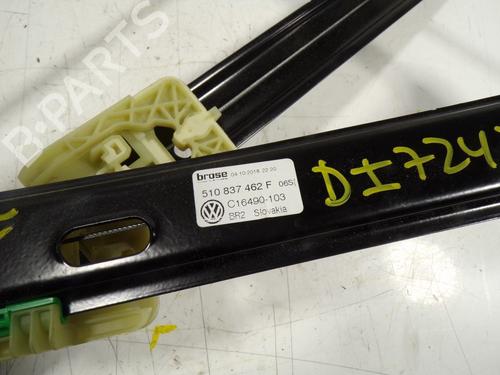 B-PARTS
brose 04.10.2018 22:20
510 837 462 F 065
C16490-103
BR2 Slovakia
DI724